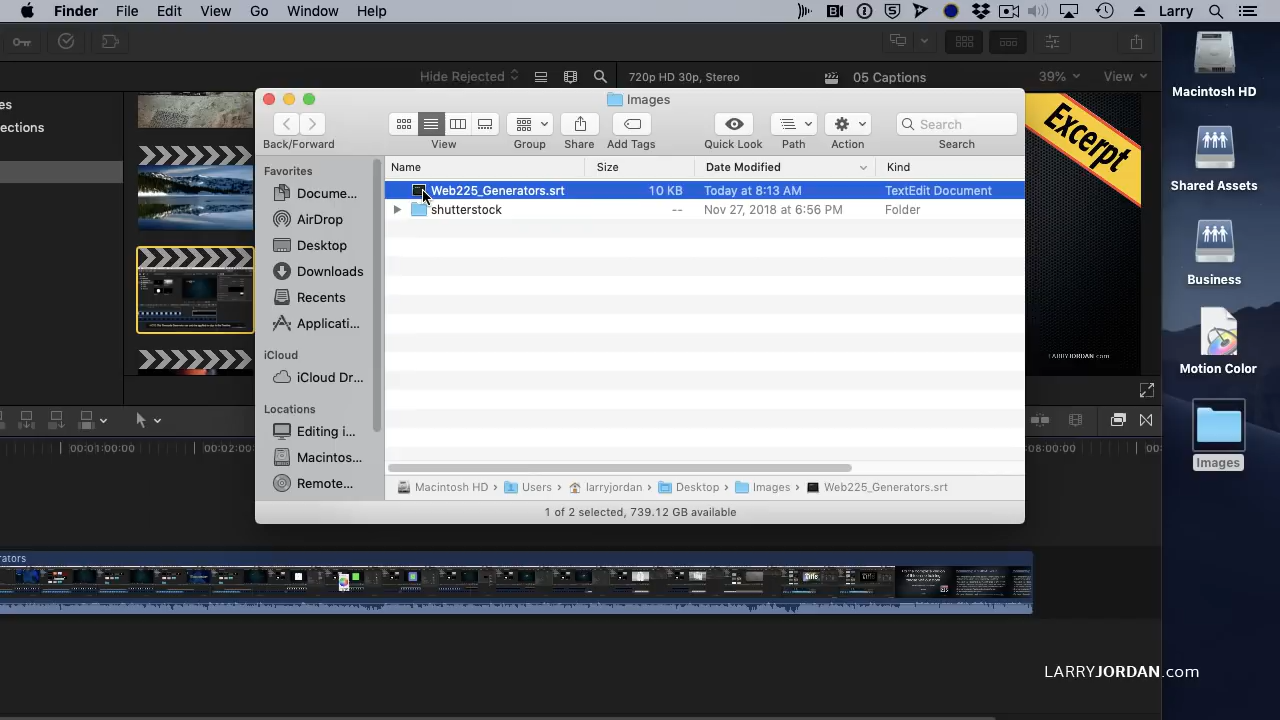 Finder File Edit View Go Window Help Larry
Hide Rejected 720p HD 30p, Stereo 05 Captions 39% View
es
ections
Images
Back/Forward View Group Share Add Tags Quick Look Path Action Search
Search
Favorites
Docume...
AirDrop
Desktop
Downloads
Recents
Applicati...
iCloud
iCloud Dr...
Locations
Editing i...
Macintos...
Remote...
Name Size Date Modified Kind
Web225_Generators.srt 10 KB Today at 8:13 AM TextEdit Document
shutterstock -- Nov 27, 2018 at 6:56 PM Folder
Macintosh HD › Users › larryjordan › Desktop › Images › Web225_Generators.srt
1 of 2 selected, 739.12 GB available
Excerpt
LARRYJORDAN.com
Macintosh HD
Shared Assets
Business
Motion Color
Images
00:01:00:00 00:02:0 08:00:00 00:
rators
Title Title
LARRYJORDAN.com